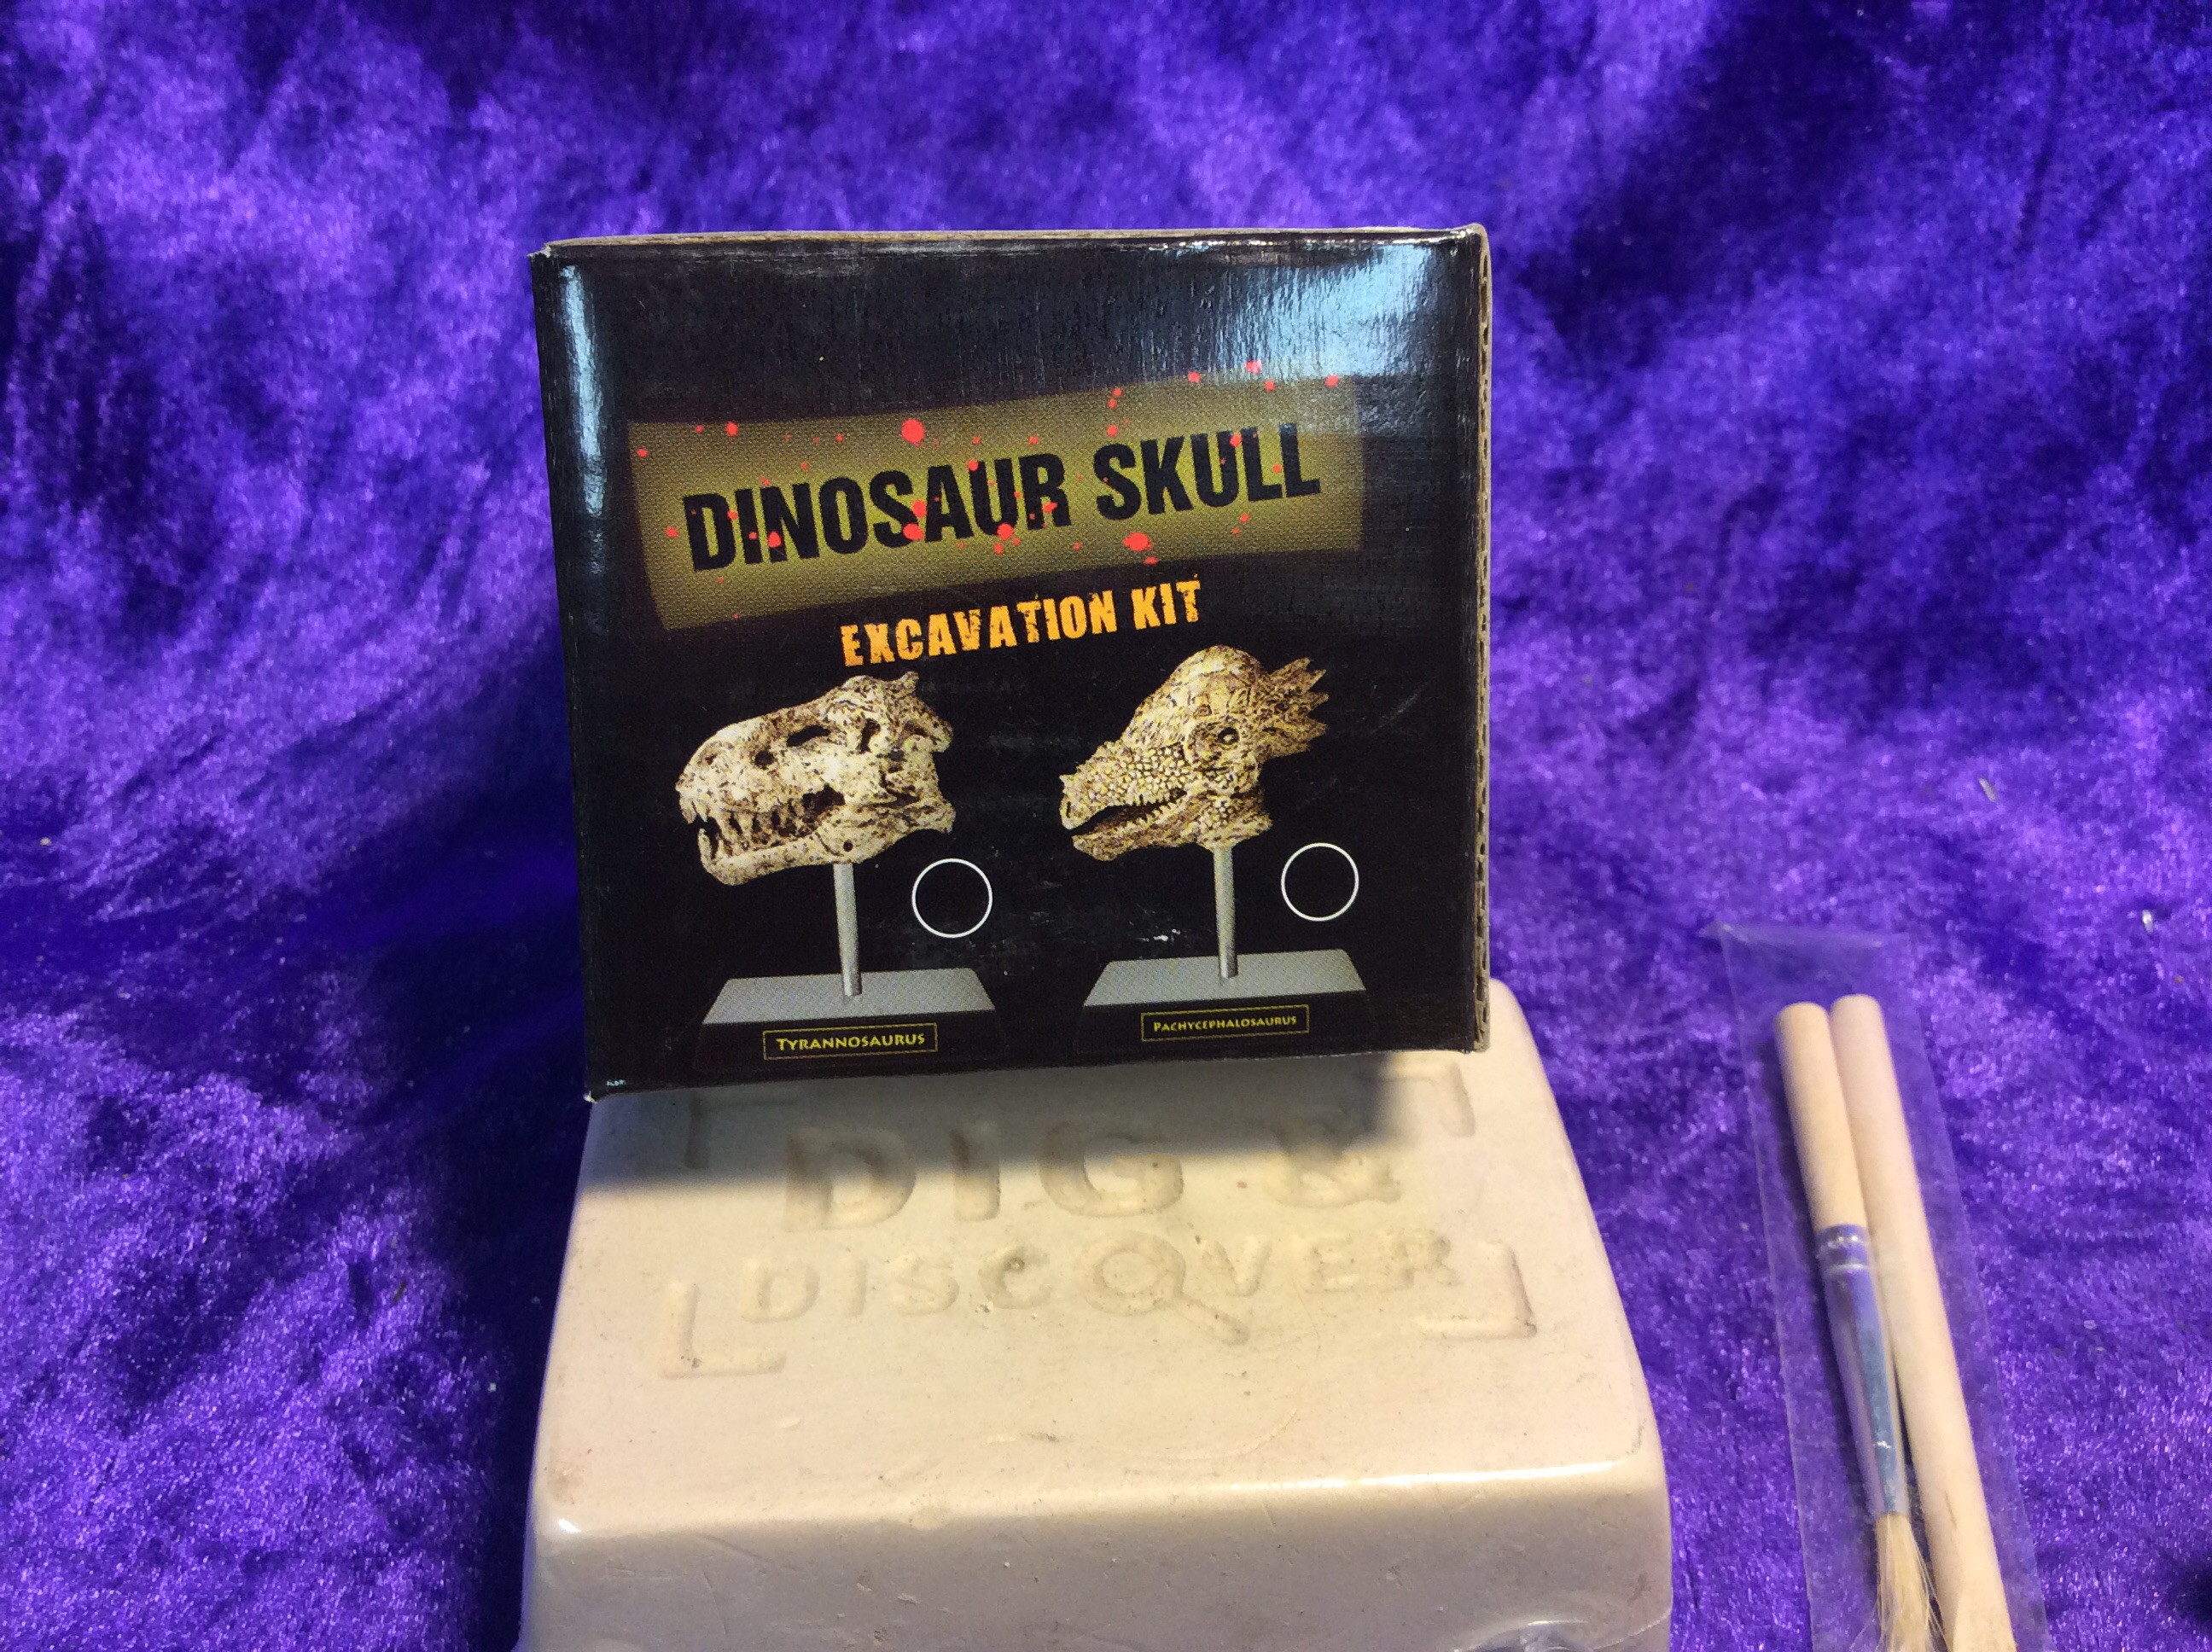 DINOSAUR SKULL
EXCAVATION KIT
TYRANNOSAURUS
PACHYCEPHALOSAURUS
DIG &
DISCOVER